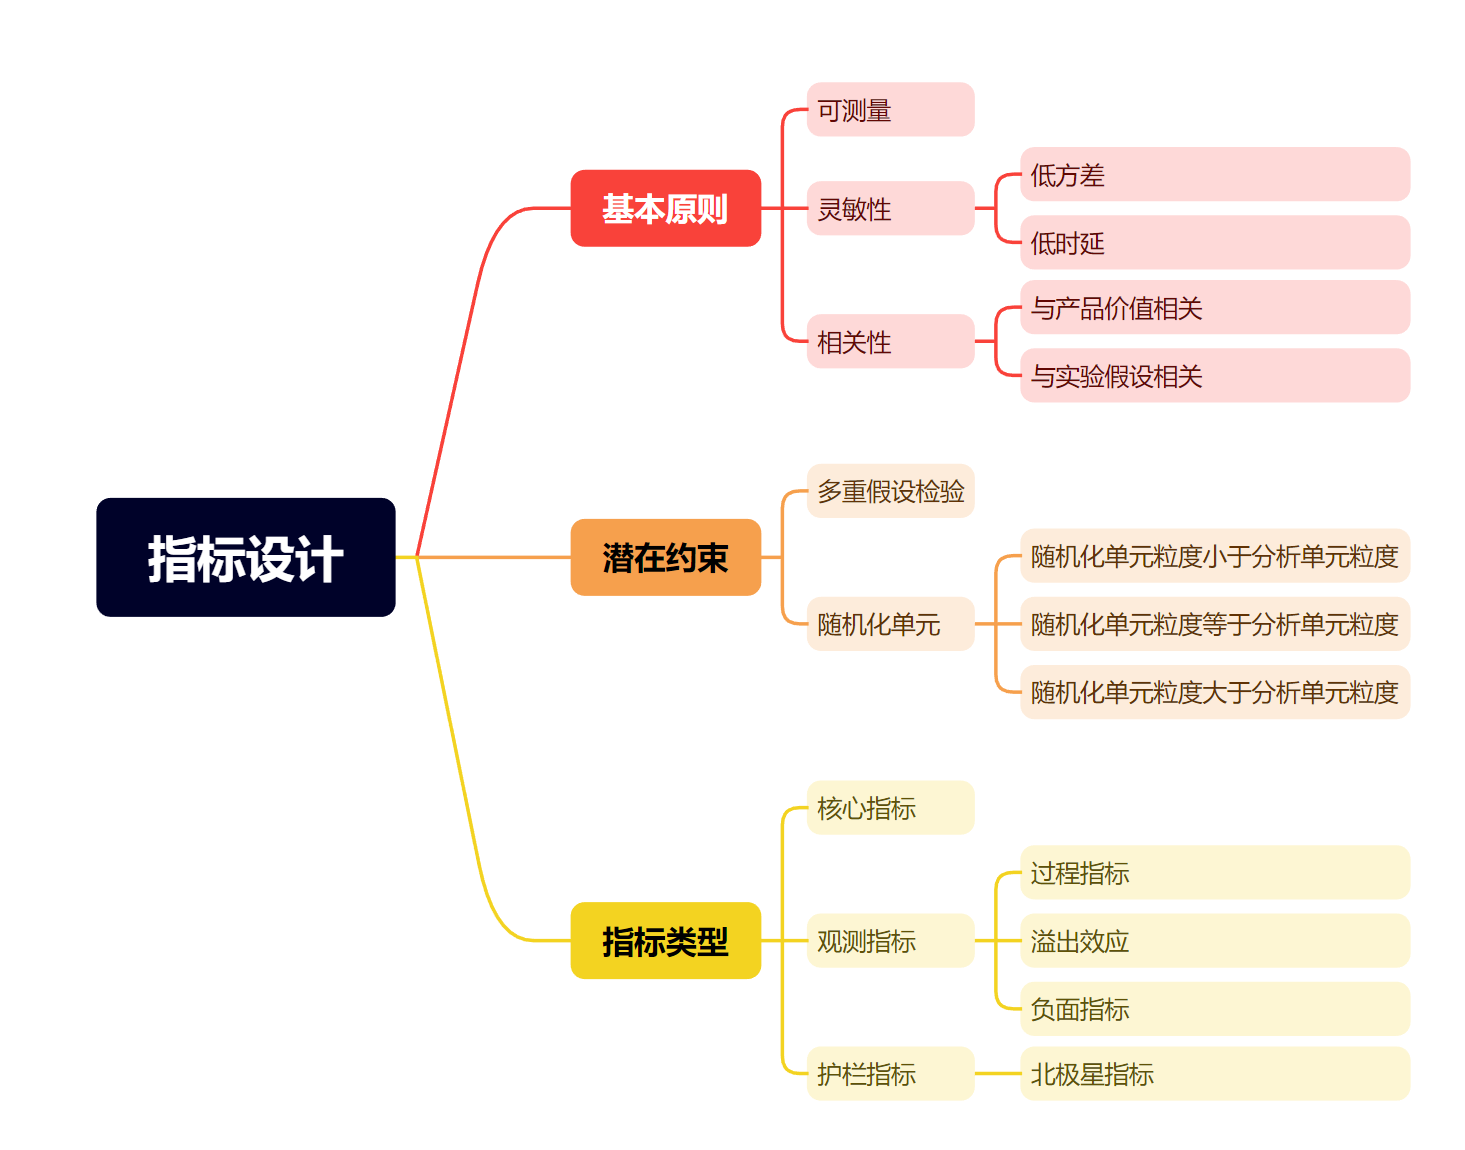 指标设计
基本原则
可测量
灵敏性
低方差
低时延
相关性
与产品价值相关
与实验假设相关
潜在约束
多重假设检验
随机化单元
随机化单元粒度小于分析单元粒度
随机化单元粒度等于分析单元粒度
随机化单元粒度大于分析单元粒度
指标类型
核心指标
观测指标
过程指标
溢出效应
负面指标
护栏指标
北极星指标